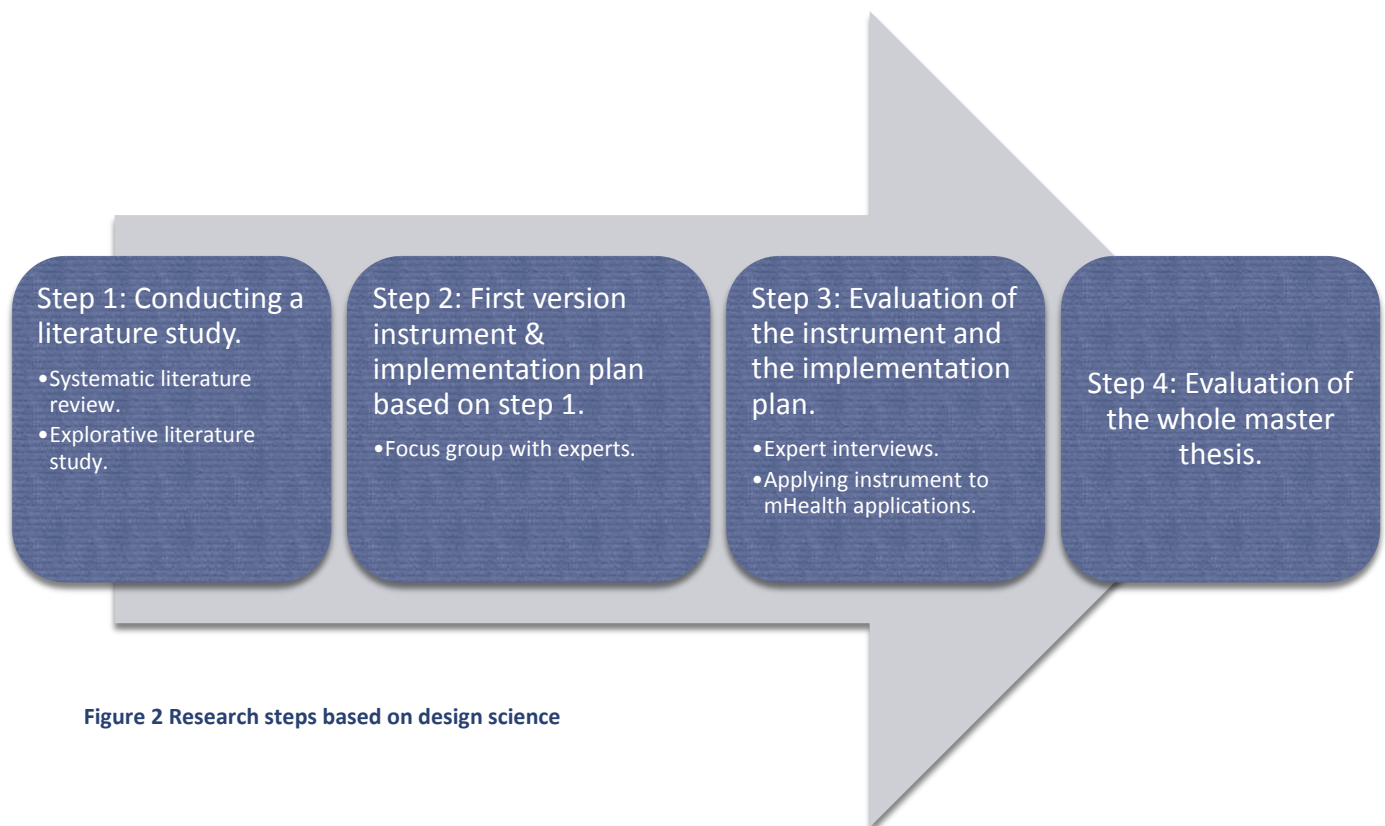 Step 1: Conducting a
literature study.
•Systematic literature
review.
•Explorative literature
study.
Step 2: First version
instrument &
implementation plan
based on step 1.
•Focus group with experts.
Step 3: Evaluation of
the instrument and
the implementation
plan.
•Expert interviews.
•Applying instrument to
mHealth applications.
Step 4: Evaluation of
the whole master
thesis.
Figure 2 Research steps based on design science